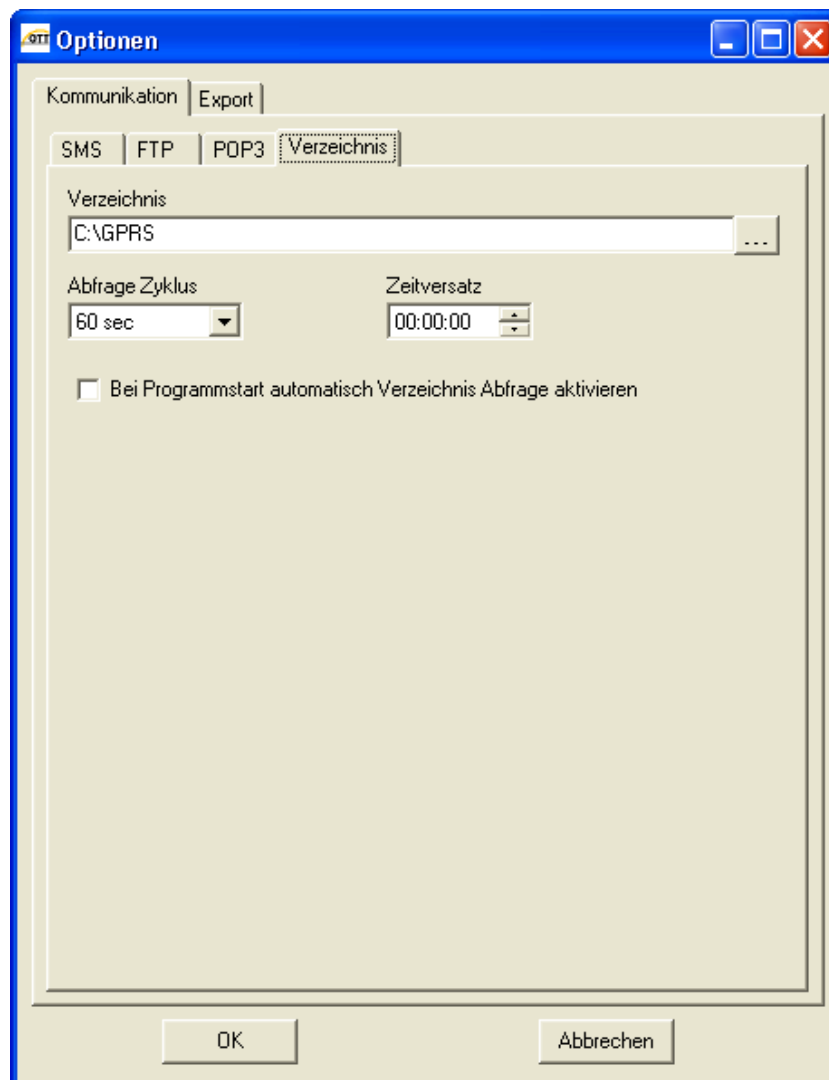 OTT Optionen
Kommunikation Export
SMS FTP POP3 Verzeichnis
Verzeichnis
C:\GPRS ...
Abfrage Zyklus Zeitversatz
60 sec 00:00:00
Bei Programmstart automatisch Verzeichnis Abfrage aktivieren
OK Abbrechen